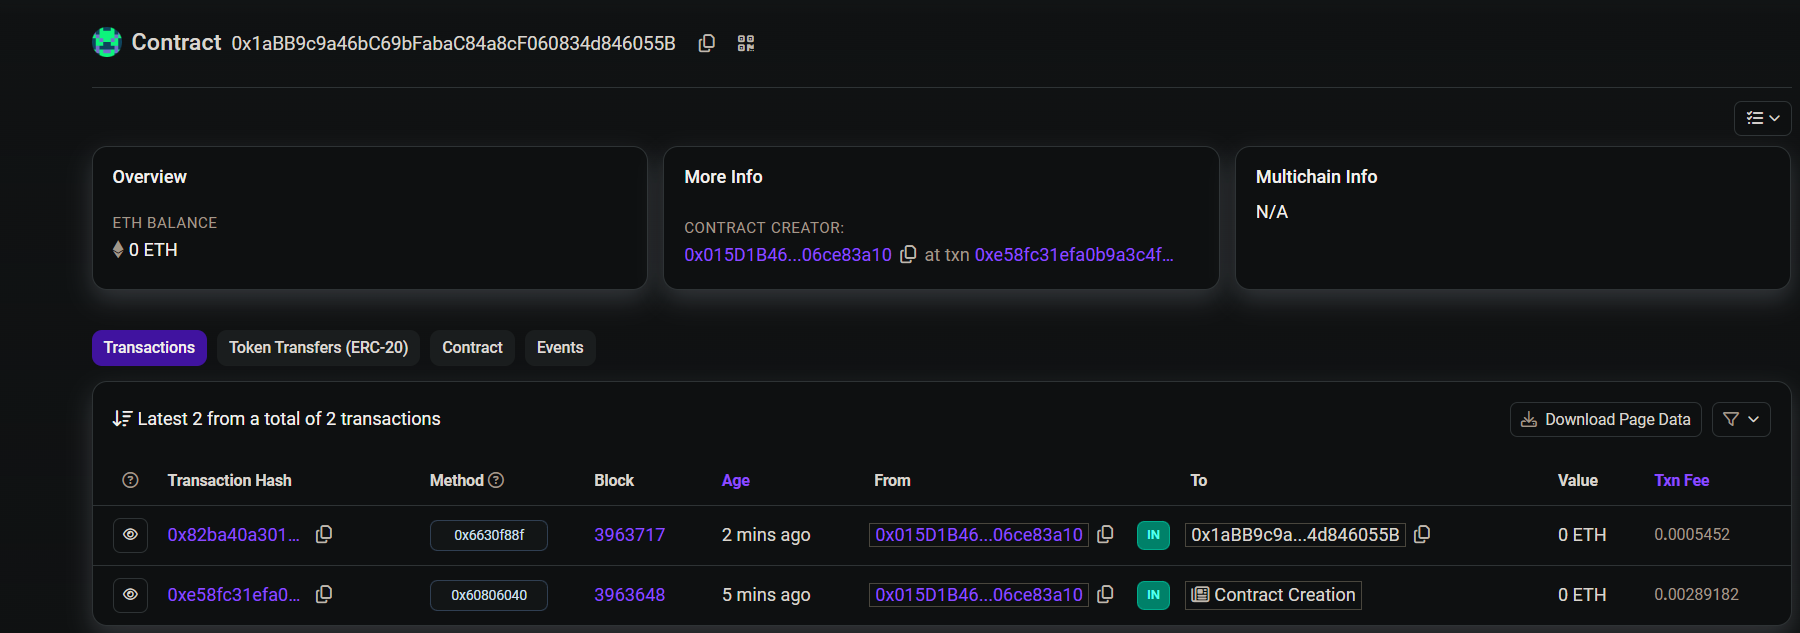 Contract 0x1aBB9c9a46bC69bFabaC84a8cF060834d846055B
Overview
ETH BALANCE
0 ETH
More Info
CONTRACT CREATOR:
0x015D1B46...06ce83a10 at txn 0xe58fc31efa0b9a3c4f...
Multichain Info
N/A
Transactions Token Transfers (ERC-20) Contract Events
Latest 2 from a total of 2 transactions Download Page Data
Transaction Hash Method Block Age From To Value Txn Fee
0x82ba40a301... 0x6630f88f 3963717 2 mins ago 0x015D1B46...06ce83a10 IN 0x1aBB9c9a...4d846055B 0 ETH 0.0005452
0xe58fc31efa0... 0x60806040 3963648 5 mins ago 0x015D1B46...06ce83a10 IN Contract Creation 0 ETH 0.00289182